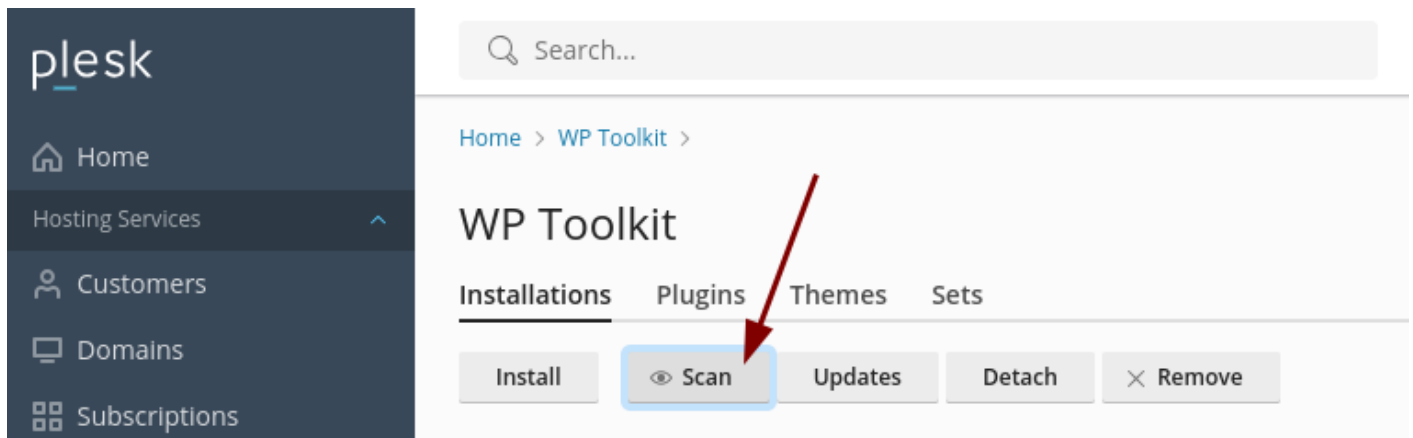 plesk
Search...
Home
Home > WP Toolkit >
Hosting Services
WP Toolkit
Customers
Installations Plugins Themes Sets
Domains
Install Scan Updates Detach Remove
Subscriptions